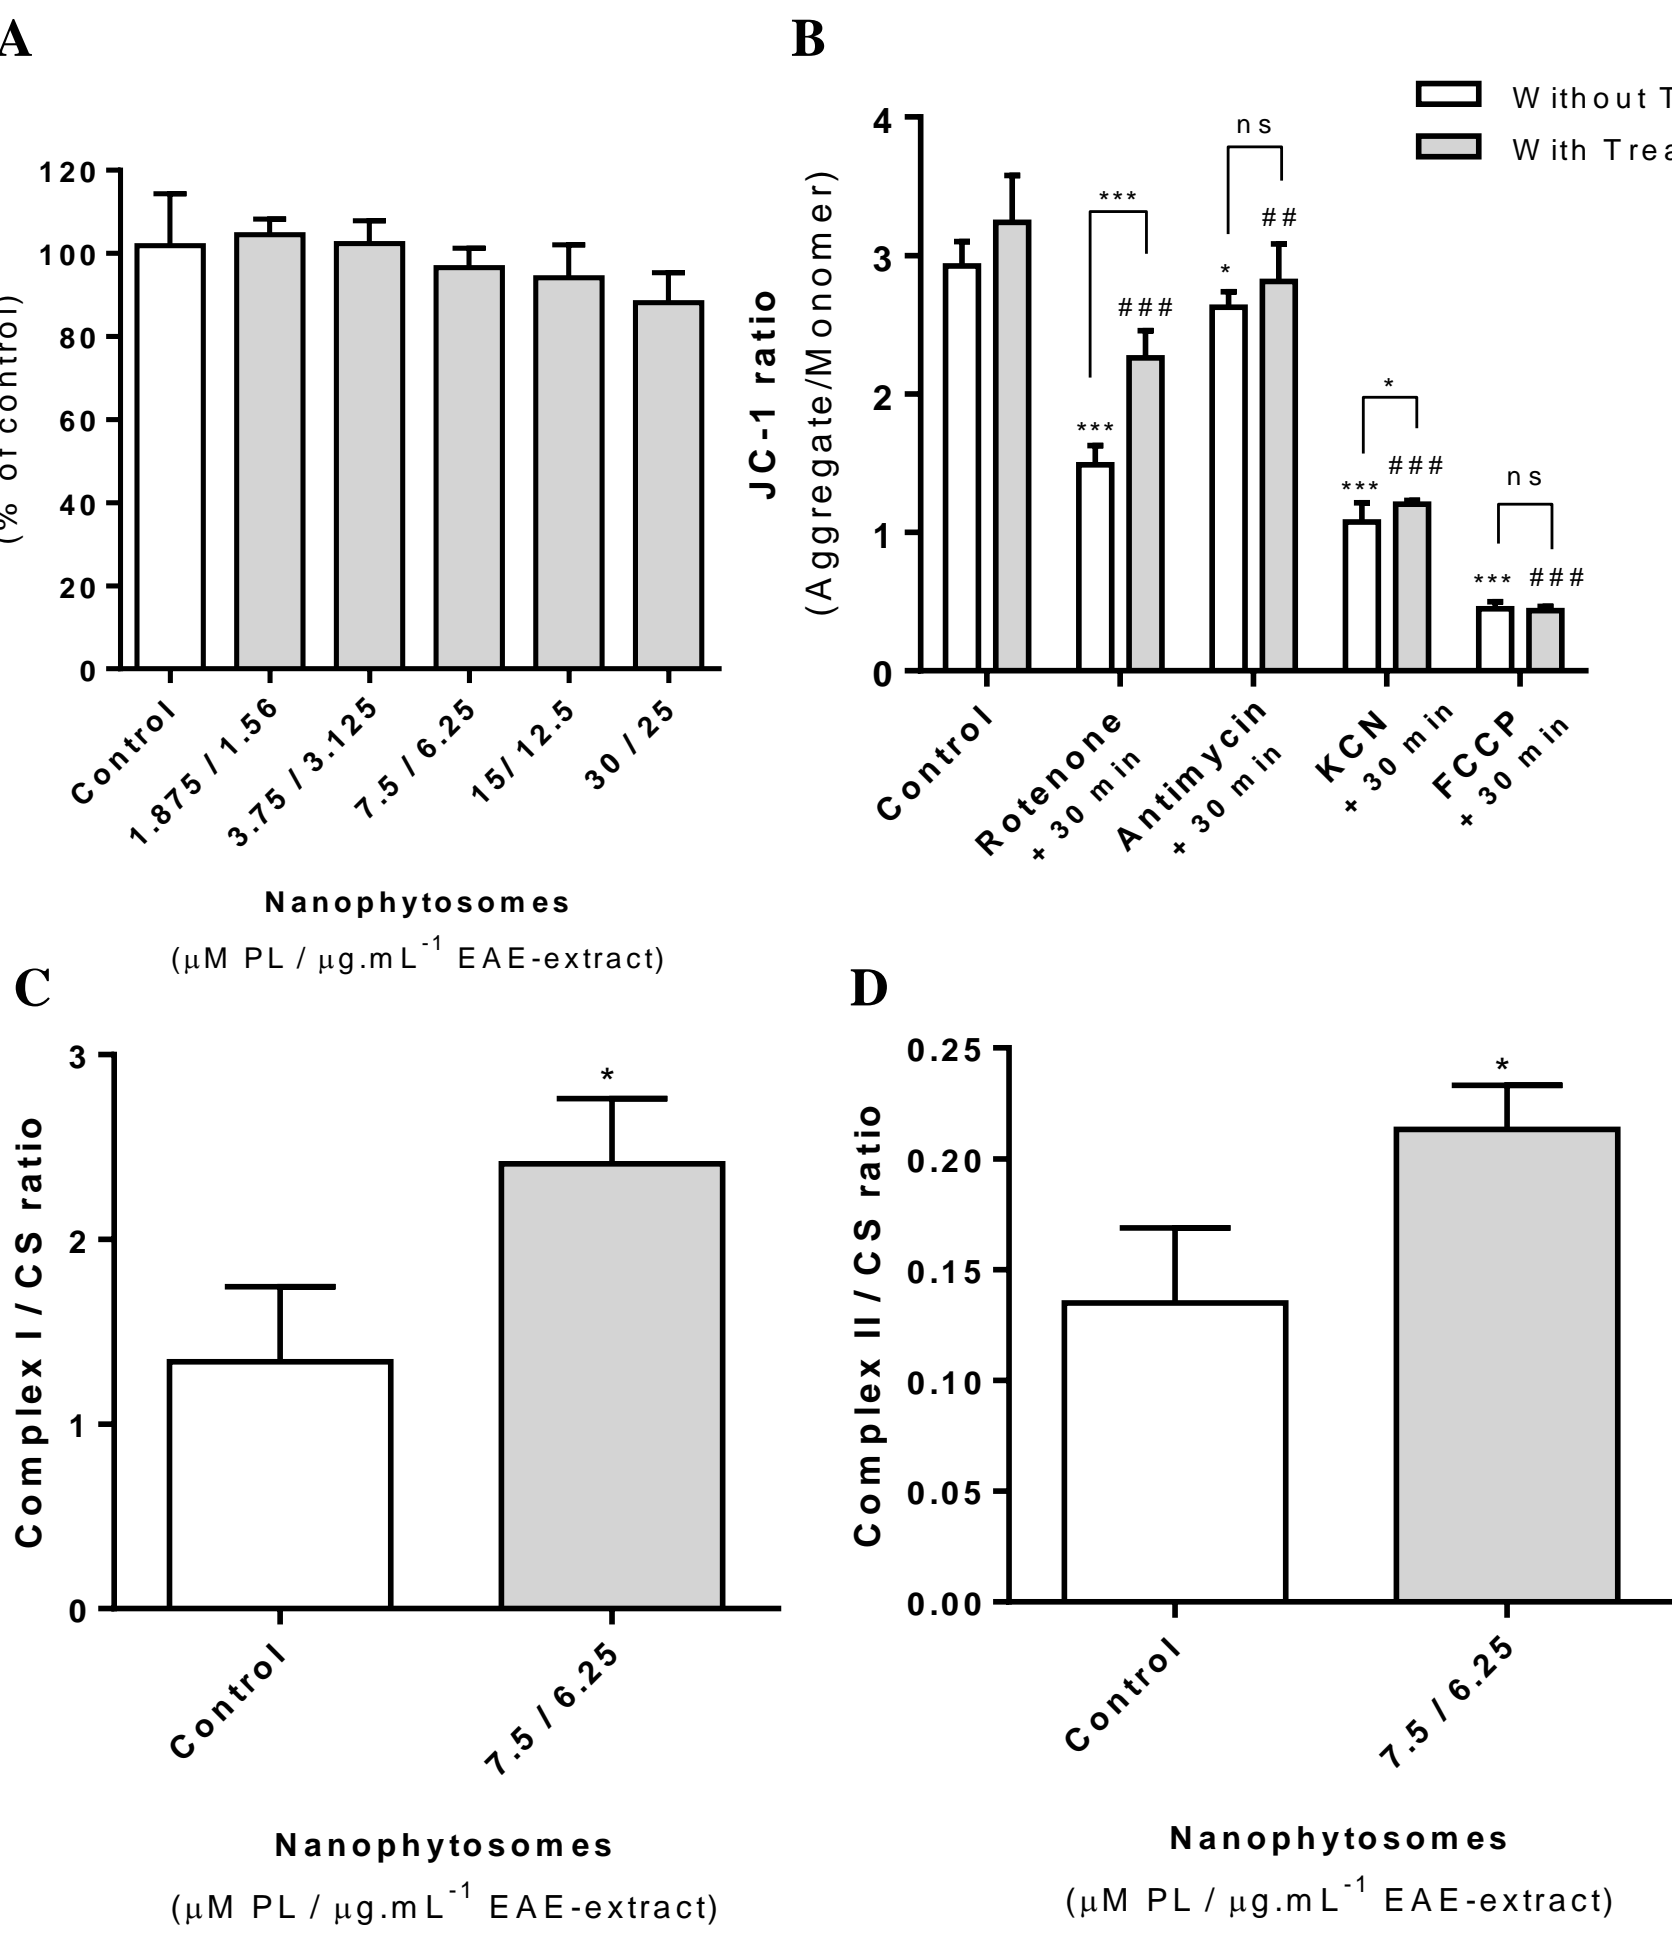 A
(% of control)
120
100
80
60
40
20
0
Control
1.875 / 1.56
3.75 / 3.125
7.5 / 6.25
15/ 12.5
30 / 25
Nanophytosomes
(µM PL / µg.mL-1 EAE-extract)
B
Without
With
JC-1 ratio
(Aggregate/Monomer)
4
3
2
1
0
***
***
###
ns
*
##
*
***
###
ns
***
###
Control
Rotenone
+ 30 min
Antimycin
+ 30 min
KCN
+ 30 min
FCCP
+ 30 min
C
Complex I / CS ratio
3
2
1
0
*
Control
7.5 / 6.25
Nanophytosomes
(µM PL / µg.mL-1 EAE-extract)
D
Complex II / CS ratio
0.25
0.20
0.15
0.10
0.05
0.00
*
Control
7.5 / 6.25
Nanophytosomes
(µM PL / µg.mL-1 EAE-extract)